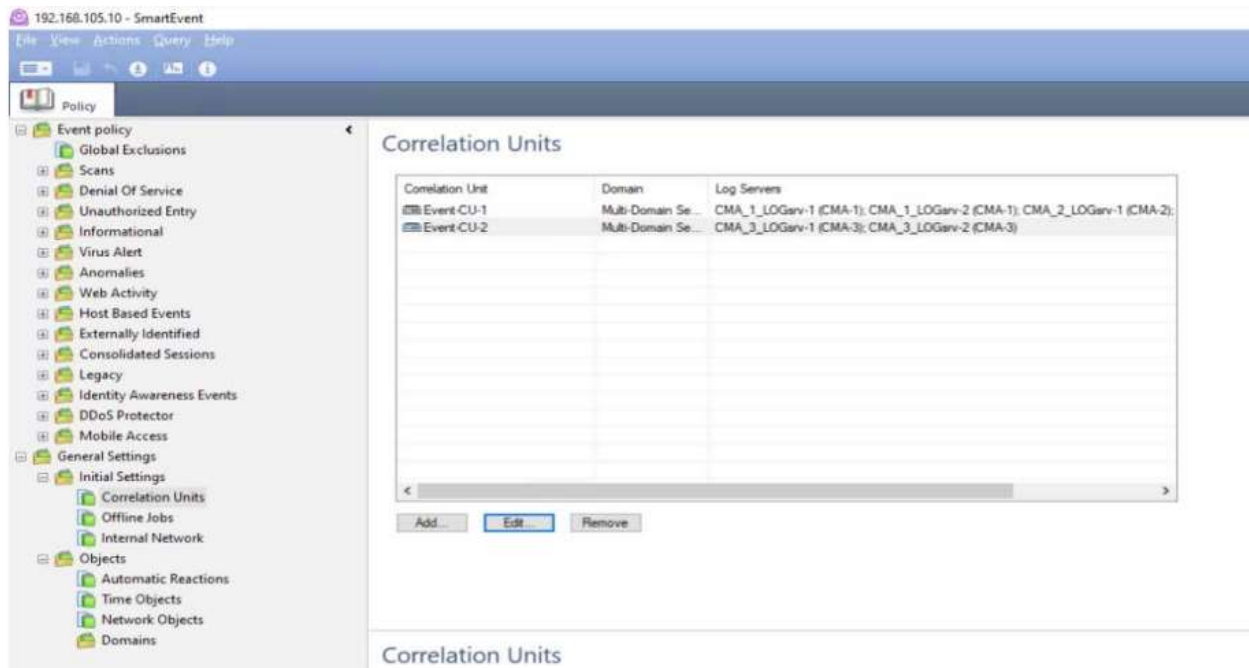 192.168.105.10 - SmartEvent
File View Actions Query Help
Policy
Event policy
Global Exclusions
Scans
Denial Of Service
Unauthorized Entry
Informational
Virus Alert
Anomalies
Web Activity
Host Based Events
Externally Identified
Consolidated Sessions
Legacy
Identity Awareness Events
DDoS Protector
Mobile Access
General Settings
Initial Settings
Correlation Units
Offline Jobs
Internal Network
Objects
Automatic Reactions
Time Objects
Network Objects
Domains
Correlation Units
Correlation Unit Domain Log Servers
Event-CU-1 Multi-Domain Se... CMA_1_LOGsrv-1 (CMA-1); CMA_1_LOGsrv-2 (CMA-1); CMA_2_LOGsrv-1 (CMA-2);
Event-CU-2 Multi-Domain Se... CMA_3_LOGsrv-1 (CMA-3); CMA_3_LOGsrv-2 (CMA-3)
Add... Edit... Remove
Correlation Units